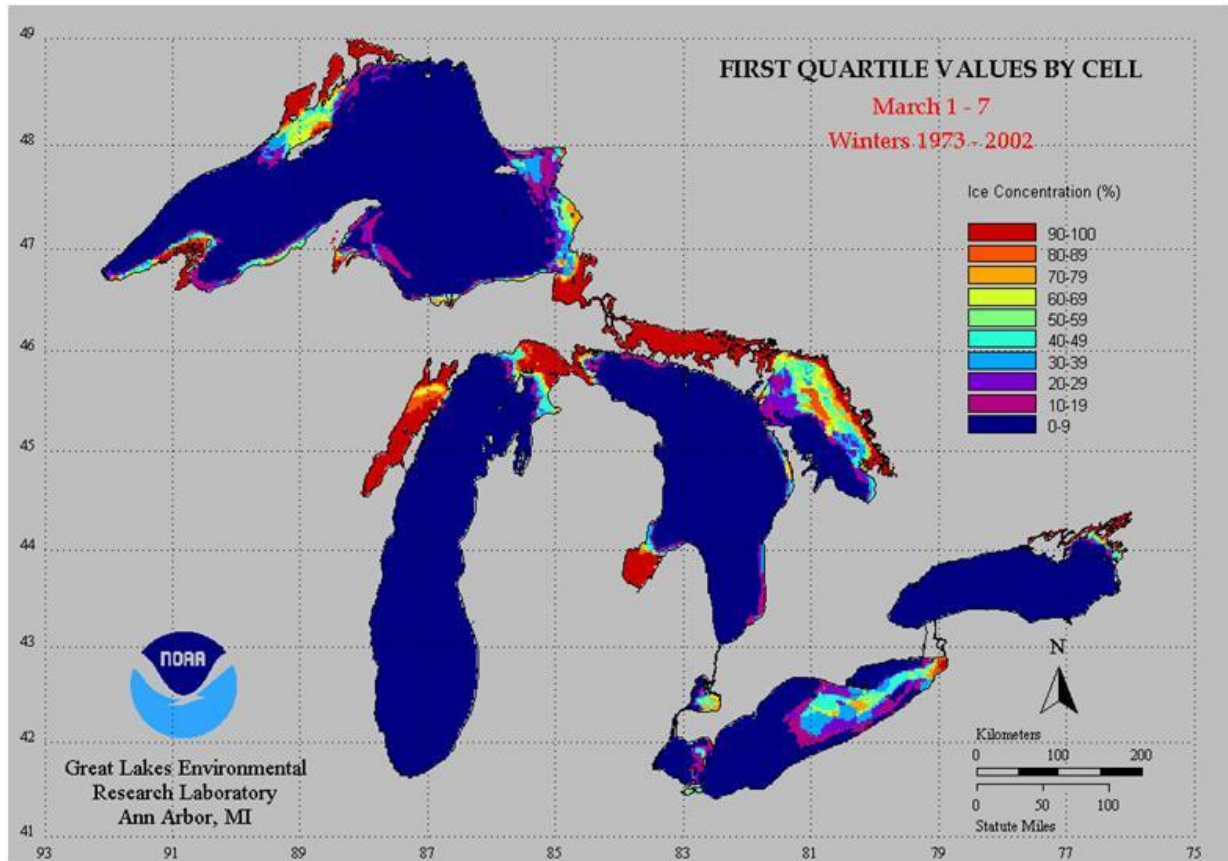 FIRST QUARTILE VALUES BY CELL
March 1 - 7
Winters 1973 - 2002
Ice Concentration (%)
90-100
80-89
70-79
60-69
50-59
40-49
30-39
20-29
10-19
0-9
49
48
47
46
45
44
43
42
41
NOAA
Great Lakes Environmental
Research Laboratory
Ann Arbor, MI
N
Kilometers
0 100 200
0 50 100
Statute Miles
93 91 89 87 85 83 81 79 77 75